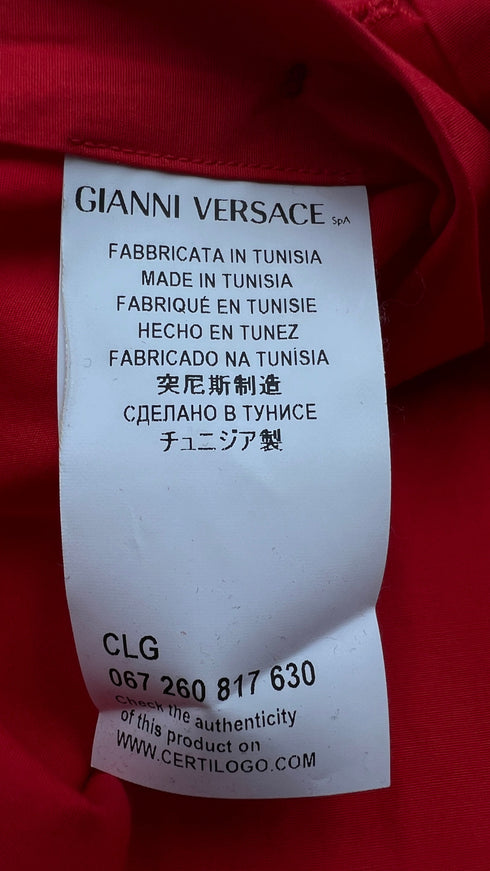 GIANNI VERSACE SpA
FABBRICATA IN TUNISIA
MADE IN TUNISIA
FABRIQUÉ EN TUNISIE
HECHO EN TUNEZ
FABRICADO NA TUNÍSIA
突尼斯制造
СДЕЛАНО В ТУНИСЕ
チュニジア製
CLG
067 260 817 630
Check the authenticity
of this product on
WWW.CERTILOGO.COM